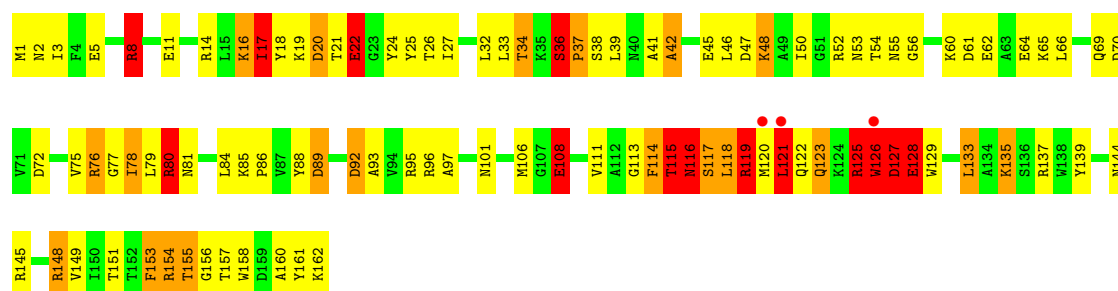 M1 N2 I3 F4 E5 R8 E11 R14 L15 K16 I17 Y18 K19 D20 T21 E22 G23 Y24 Y25 T26 I27 L32 L33 T34 K35 S36 P37 S38 L39 N40 A41 A42 E45 L46 D47 K48 A49 I50 G51 R52 N53 T54 N55 G56 K60 D61 E62 A63 E64 K65 L66 Q69 D70
V71 D72 V75 R76 G77 I78 L79 R80 N81 L84 K85 P86 V87 Y88 D89 D92 A93 V94 R95 R96 A97 N101 M106 G107 E108 V111 A112 G113 F114 T115 N116 S117 L118 R119 M120 L121 Q122 Q123 K124 R125 W126 D127 E128 W129 L133 A134 K135 S136 R137 W138 Y139 N144
R145 R148 V149 I150 T151 T152 F153 R154 T155 G156 T157 W158 D159 A160 Y161 K162